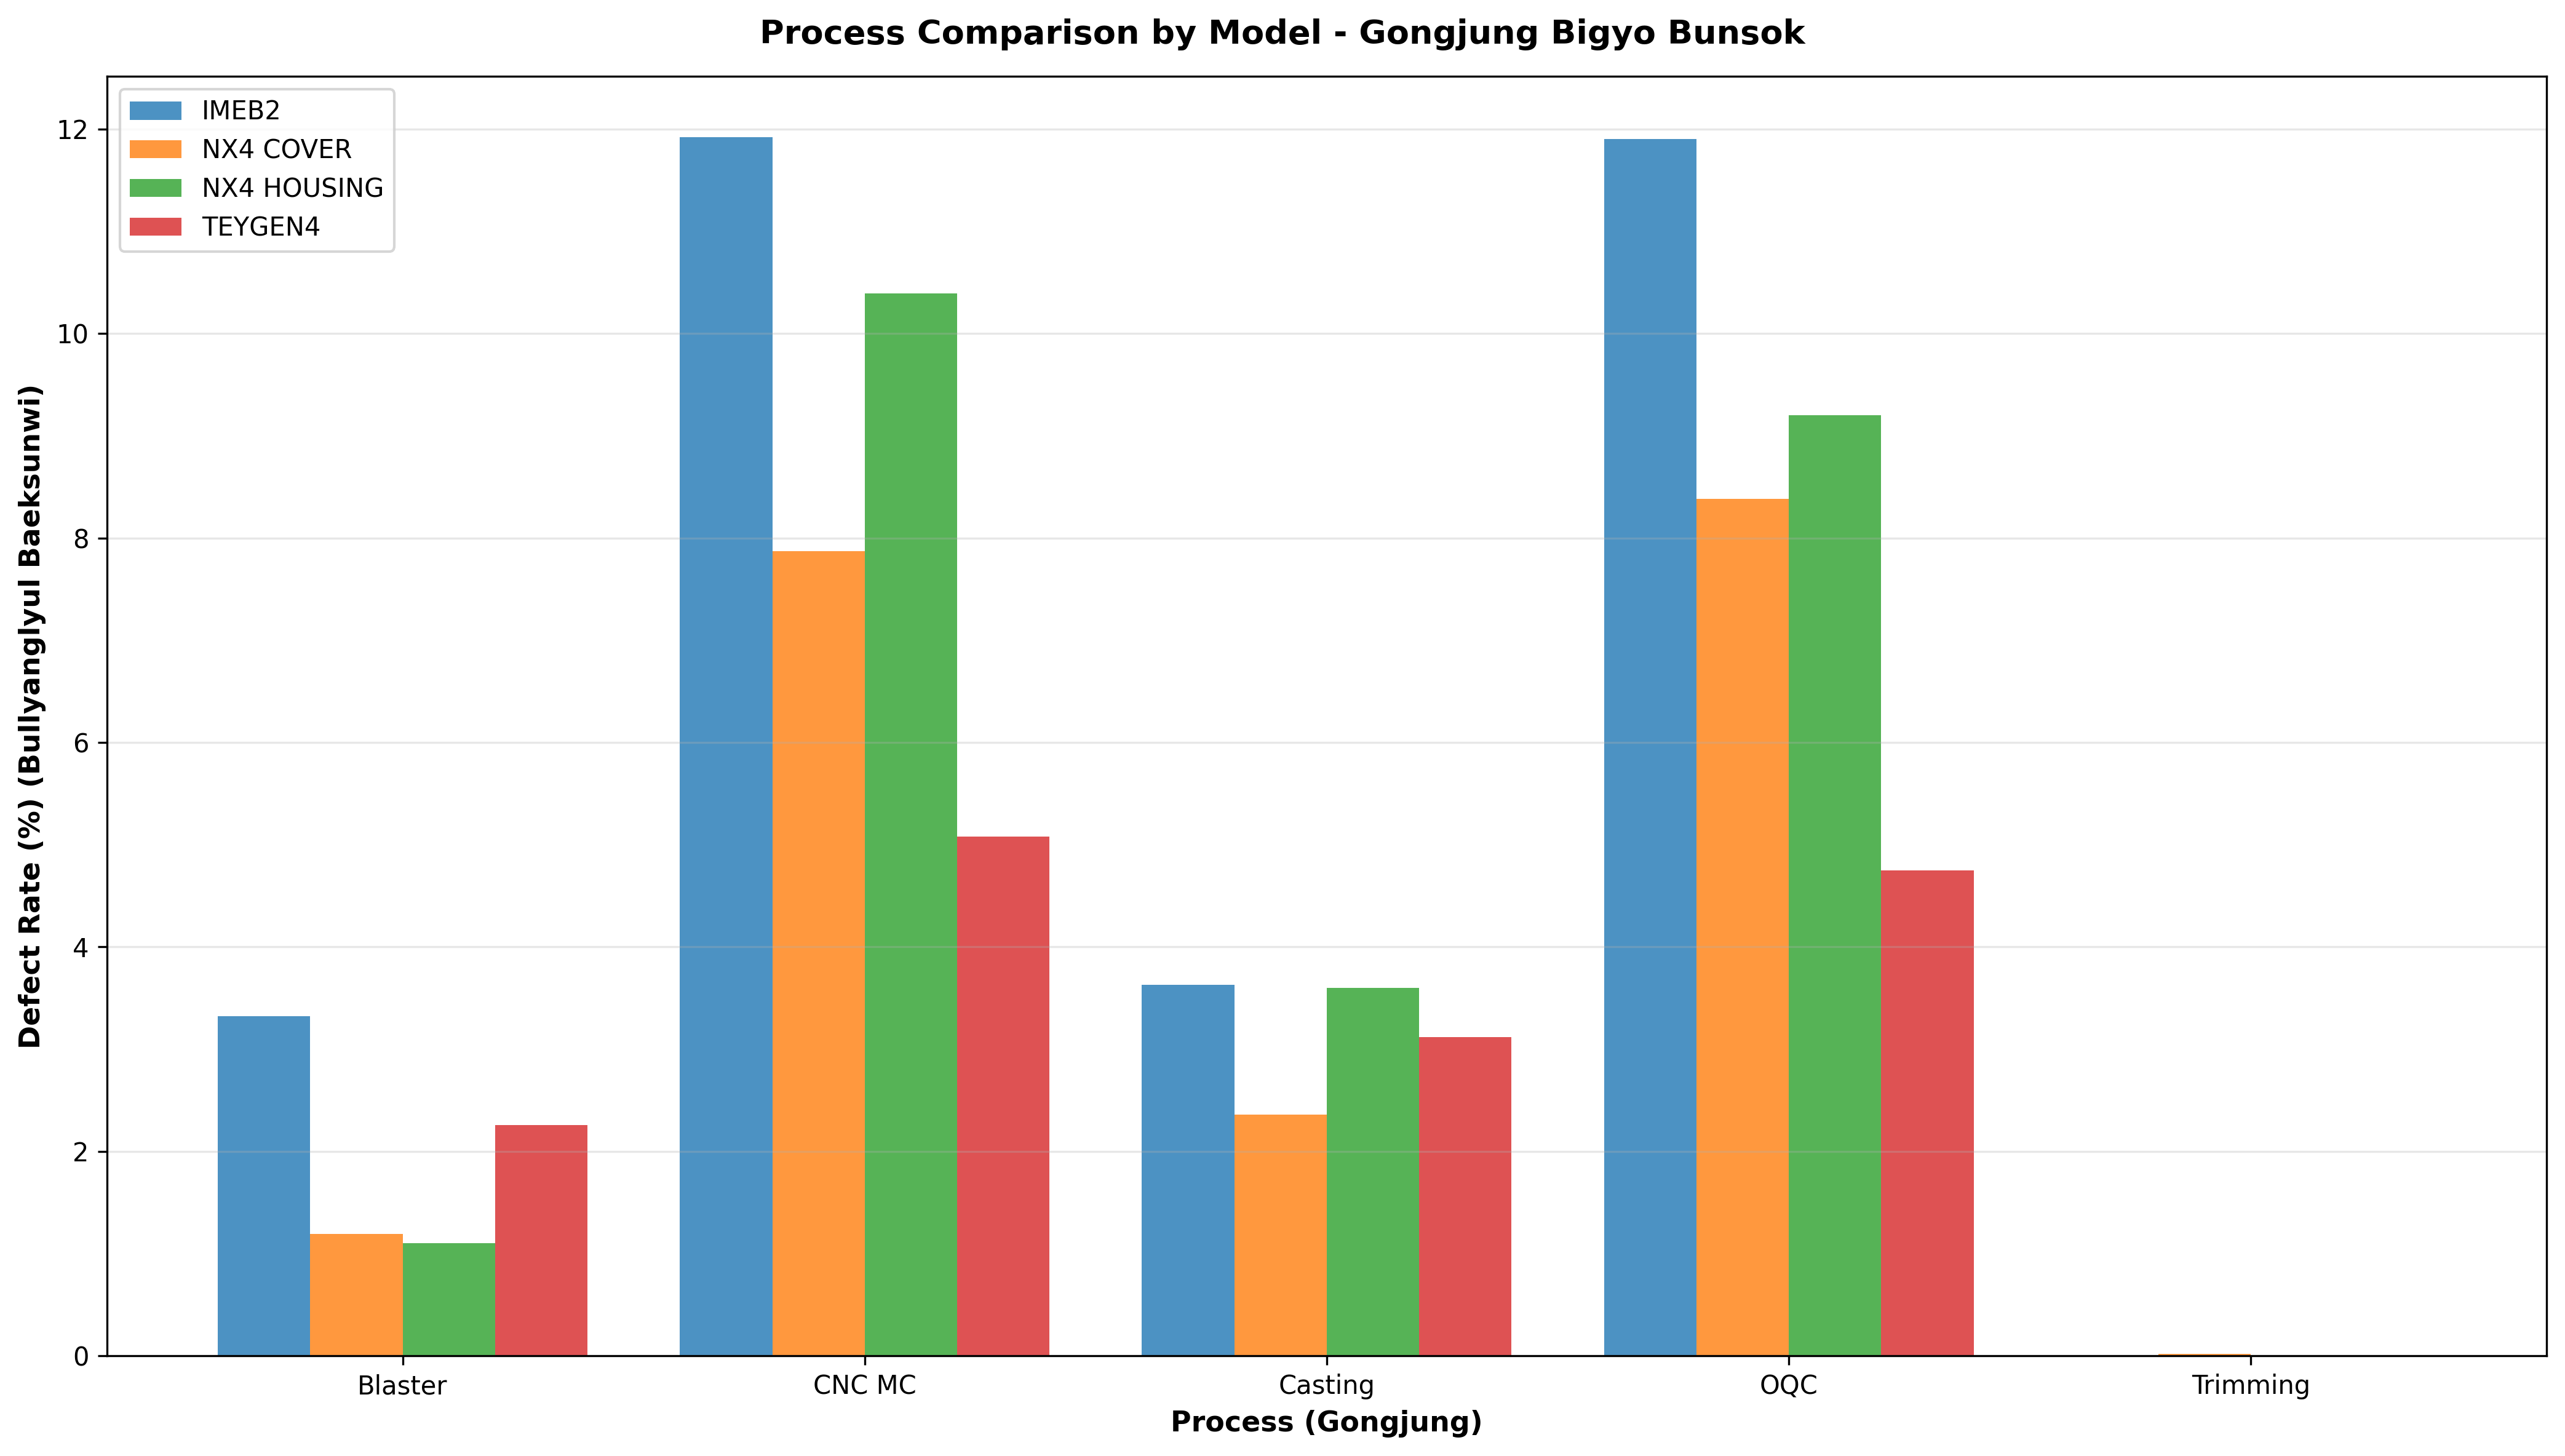 Process Comparison by Model - Gongjung Bigyo Bunsok
IMEB2
NX4 COVER
NX4 HOUSING
TEYGEN4
Defect Rate (%) (Bullyanglyul Baeksunwi)
12
10
8
6
4
2
0
Blaster
CNC MC
Casting
OQC
Trimming
Process (Gongjung)